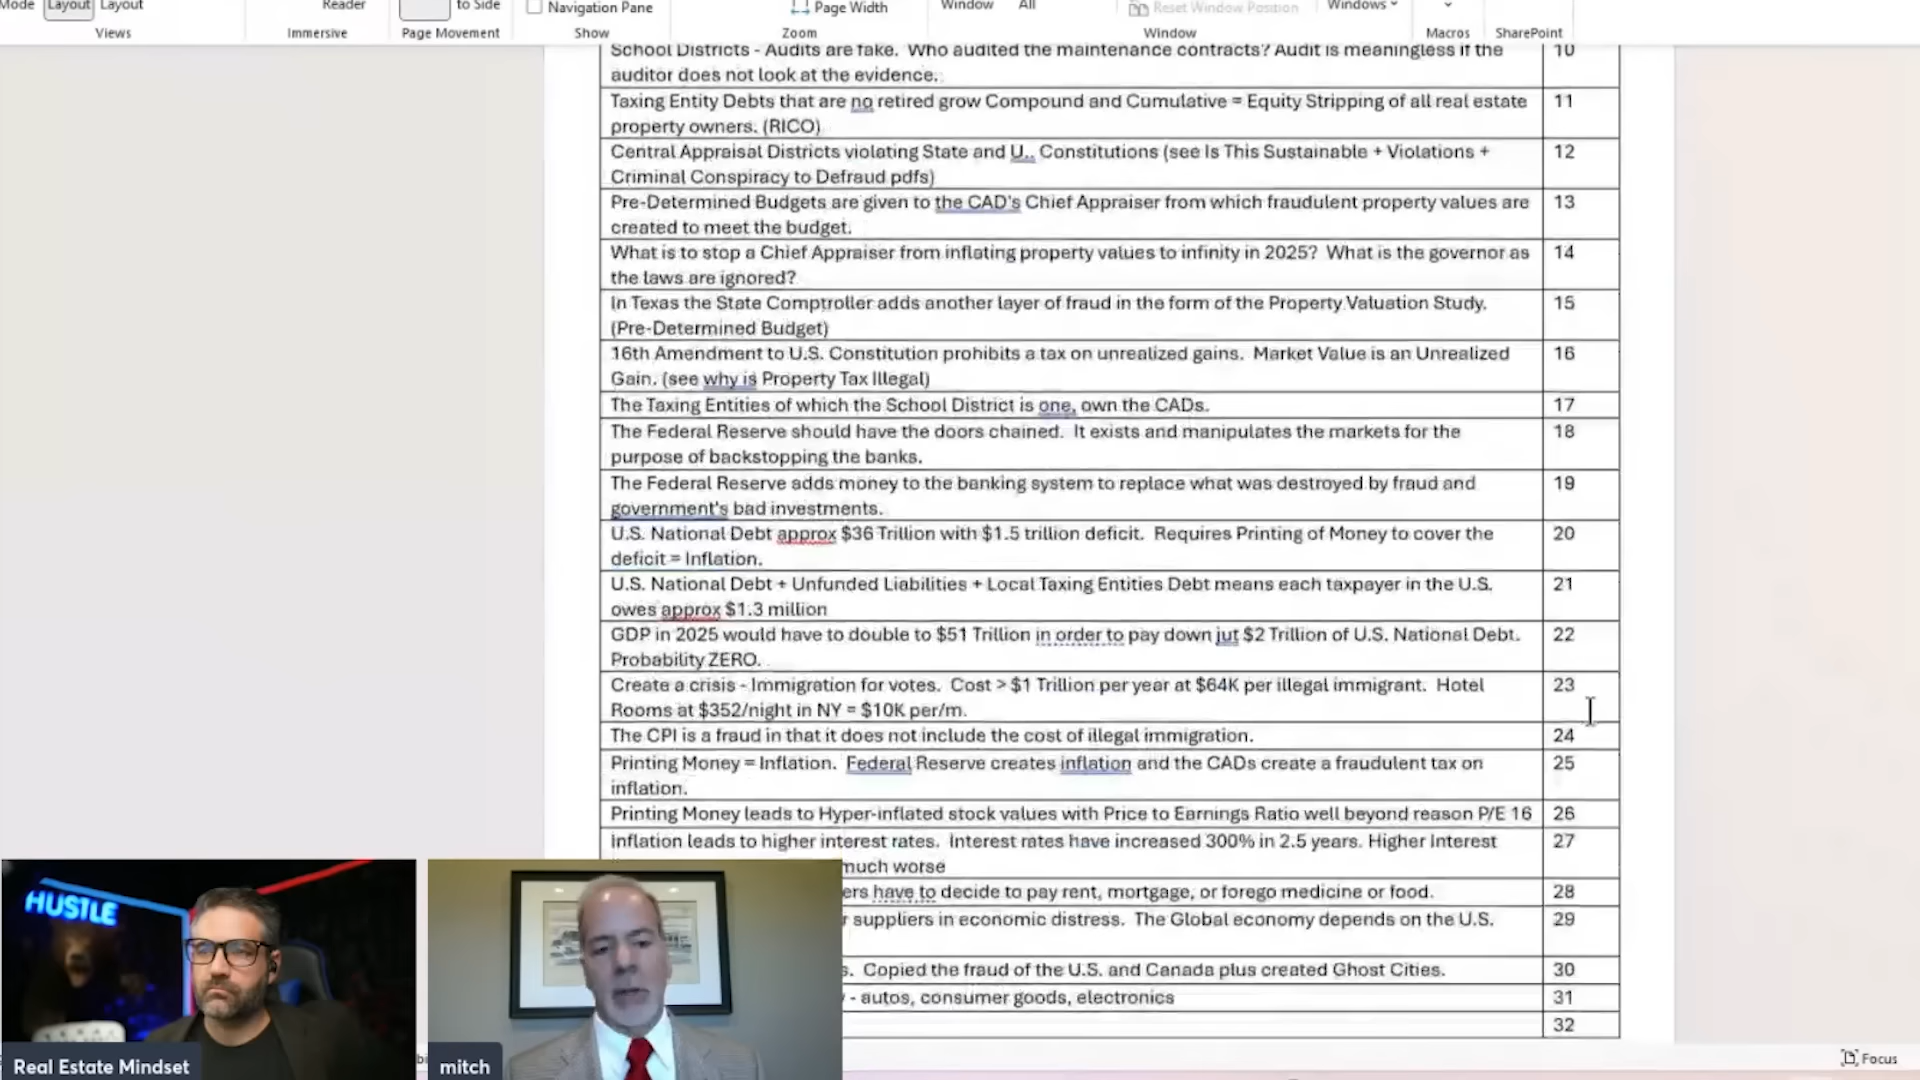 Mode
Layout
Layout
Reader
to Side
Navigation Pane
Page Width
Window
All
Reset Window Position
Windows
Views
Immersive
Page Movement
Show
Zoom
Window
Macros
SharePoint
School Districts - Audits are fake. Who audited the maintenance contracts? Audit is meaningless if the 10
auditor does not look at the evidence.
Taxing Entity Debts that are no retired grow Compound and Cumulative = Equity Stripping of all real estate 11
property owners. (RICO)
Central Appraisal Districts violating State and U,. Constitutions (see Is This Sustainable + Violations + 12
Criminal Conspiracy to Defraud pdfs)
Pre-Determined Budgets are given to the CAD's Chief Appraiser from which fraudulent property values are 13
created to meet the budget.
What is to stop a Chief Appraiser from inflating property values to infinity in 2025? What is the governor as 14
the laws are ignored?
In Texas the State Comptroller adds another layer of fraud in the form of the Property Valuation Study. 15
(Pre-Determined Budget)
16th Amendment to U.S. Constitution prohibits a tax on unrealized gains. Market Value is an Unrealized 16
Gain. (see why is Property Tax Illegal)
The Taxing Entities of which the School District is one, own the CADs. 17
The Federal Reserve should have the doors chained. It exists and manipulates the markets for the 18
purpose of backstopping the banks.
The Federal Reserve adds money to the banking system to replace what was destroyed by fraud and 19
government's bad investments.
U.S. National Debt approx $36 Trillion with $1.5 trillion deficit. Requires Printing of Money to cover the 20
deficit = Inflation.
U.S. National Debt + Unfunded Liabilities + Local Taxing Entities Debt means each taxpayer in the U.S. 21
owes approx $1.3 million
GDP in 2025 would have to double to $51 Trillion in order to pay down jut $2 Trillion of U.S. National Debt. 22
Probability ZERO.
Create a crisis - Immigration for votes. Cost > $1 Trillion per year at $64K per illegal immigrant. Hotel 23
Rooms at $352/night in NY = $10K per/m.
The CPI is a fraud in that it does not include the cost of illegal immigration. 24
Printing Money = Inflation. Federal Reserve creates inflation and the CADs create a fraudulent tax on 25
inflation.
Printing Money leads to Hyper-inflated stock values with Price to Earnings Ratio well beyond reason P/E 16 26
Inflation leads to higher interest rates. Interest rates have increased 300% in 2.5 years. Higher Interest 27
much worse
ers have to decide to pay rent, mortgage, or forego medicine or food. 28
suppliers in economic distress. The Global economy depends on the U.S. 29
s. Copied the fraud of the U.S. and Canada plus created Ghost Cities. 30
- autos, consumer goods, electronics 31
32
HUSTLE
Real Estate Mindset
mitch
Focus